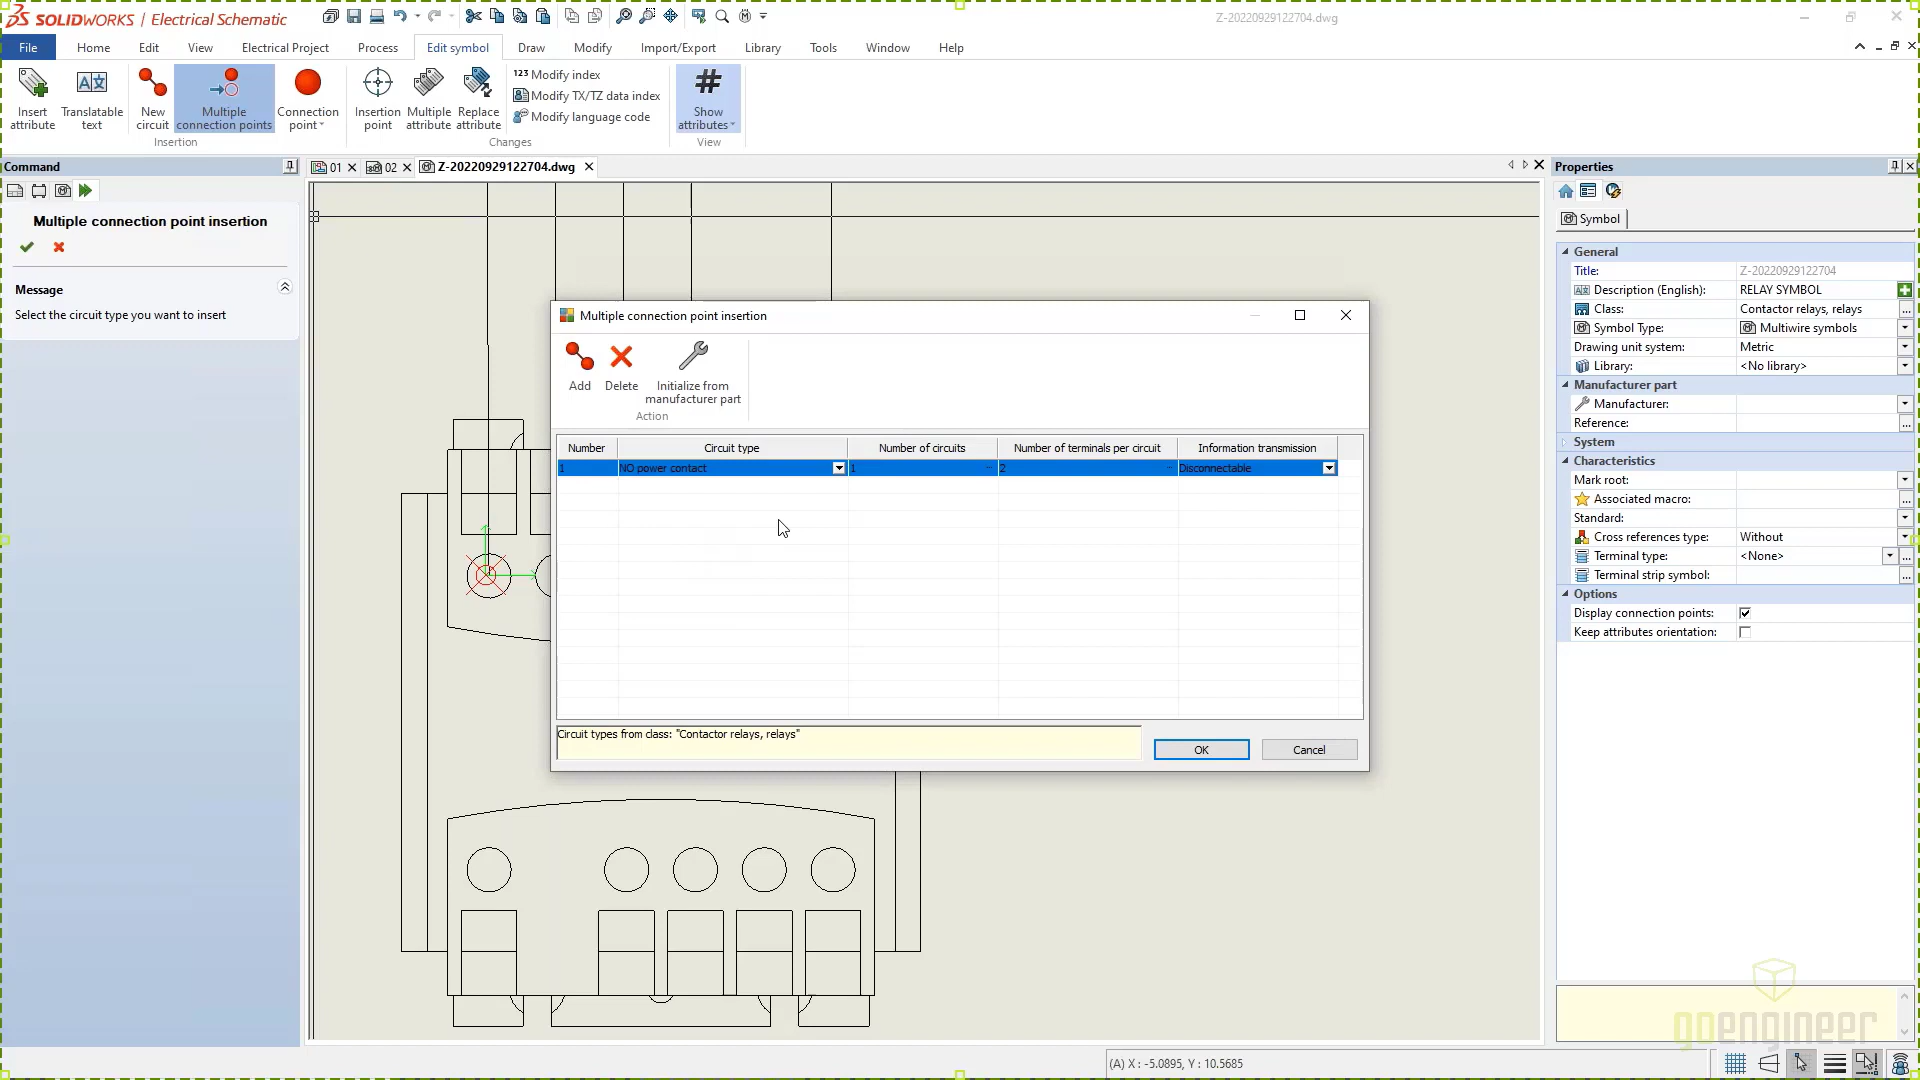 SOLIDWORKS / Electrical Schematic
Z-20220929122704.dwg
File
Home
Edit
View
Electrical Project
Process
Edit symbol
Draw
Modify
Import/Export
Library
Tools
Window
Help
Insert
attribute
Translatable
text
New
circuit
Multiple
connection points
Connection
point
Insertion
Insertion
point
Multiple
attribute
Replace
attribute
123 Modify index
Modify TX/TZ data index
Modify language code
Changes
Show
attributes
View
Command
01
02
Z-20220929122704.dwg
Properties
Multiple connection point insertion
Message
Select the circuit type you want to insert
Multiple connection point insertion
Add
Delete
Initialize from
manufacturer part
Action
Number
Circuit type
Number of circuits
Number of terminals per circuit
Information transmission
1
NO power contact
1
...
2
...
Disconnectable
Circuit types from class: "Contactor relays, relays"
OK
Cancel
Symbol
General
Title: Z-20220929122704
Description (English): RELAY SYMBOL
Class: Contactor relays, relays ...
Symbol Type: Multiwire symbols
Drawing unit system: Metric
Library: <No library>
Manufacturer part
Manufacturer:
Reference: ...
System
Characteristics
Mark root:
Associated macro: ...
Standard:
Cross references type: Without
Terminal type: <None> ...
Terminal strip symbol: ...
Options
Display connection points:
Keep attributes orientation:
goengineer
(A) X : -5.0895, Y : 10.5685